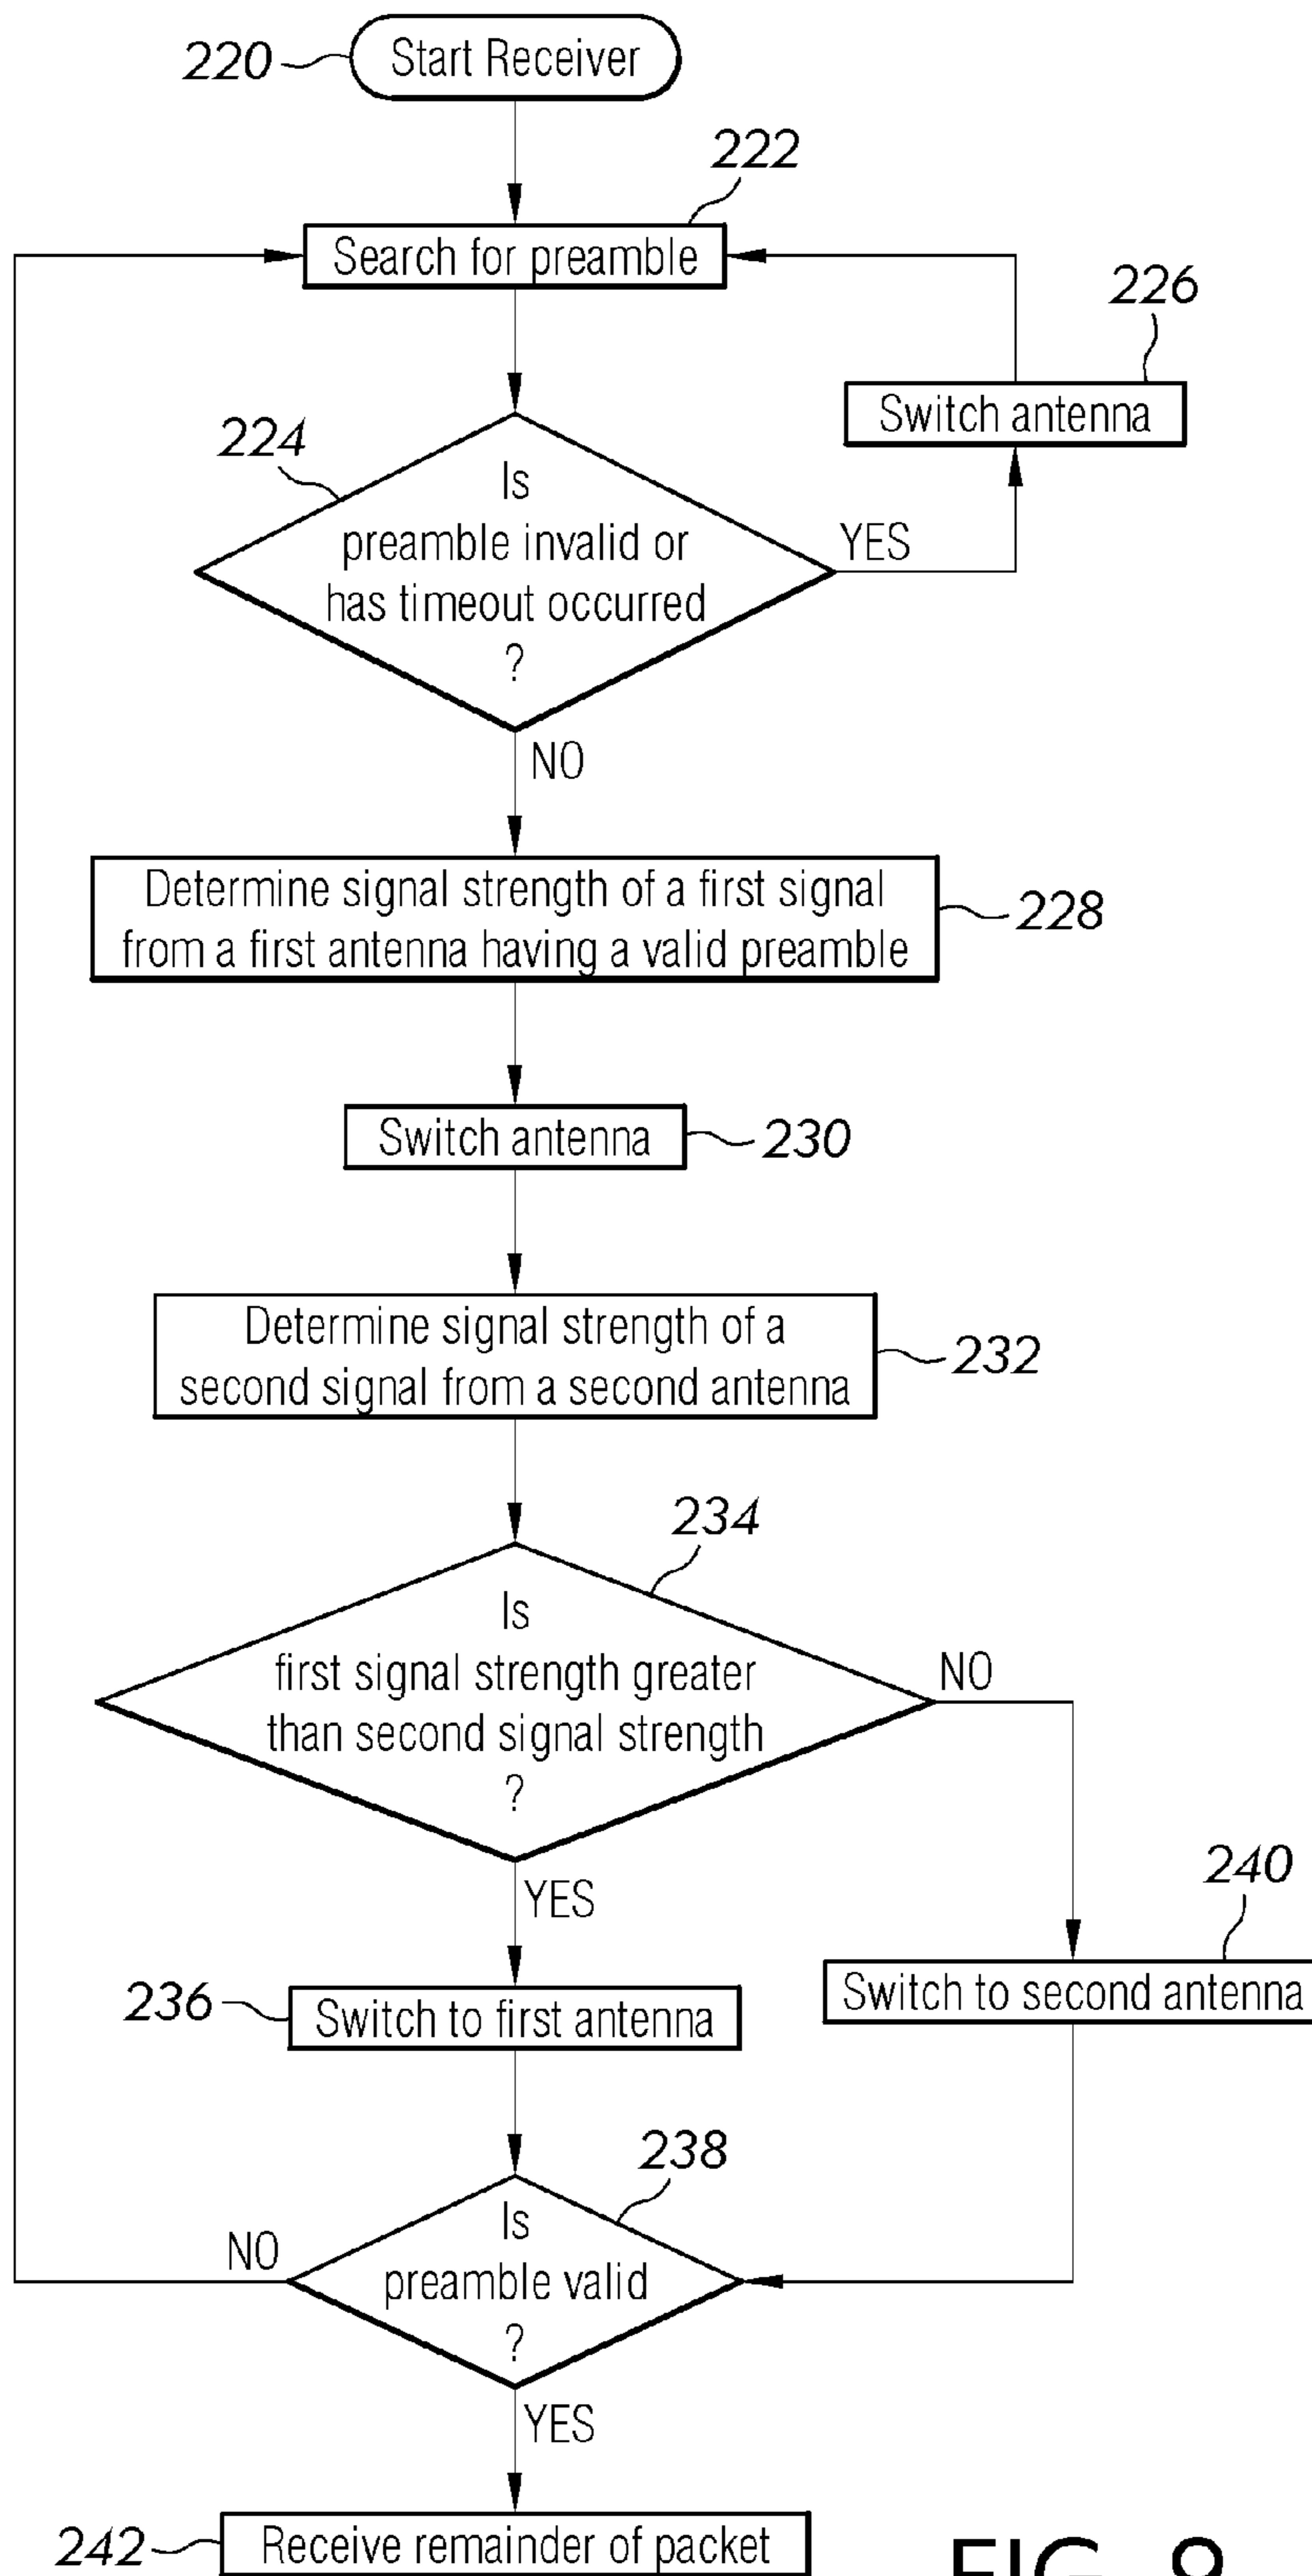 220
Start Receiver
222
Search for preamble
226
Switch antenna
224
Is
preamble invalid or
has timeout occurred
?
YES
NO
Determine signal strength of a first signal
from a first antenna having a valid preamble
228
Switch antenna
230
Determine signal strength of a
second signal from a second antenna
232
234
Is
first signal strength greater
than second signal strength
?
NO
YES
240
236
Switch to first antenna
Switch to second antenna
238
Is
preamble valid
?
NO
YES
242
Receive remainder of packet